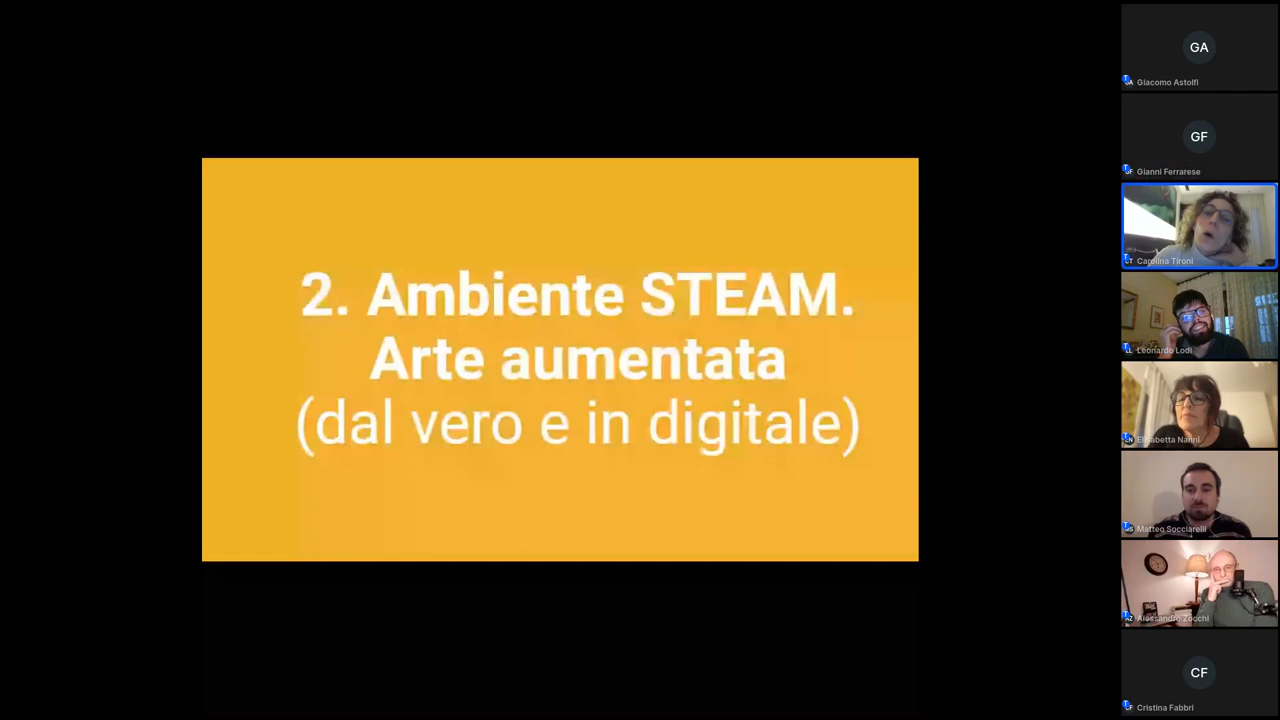 2. Ambiente STEAM.
Arte aumentata
(dal vero e in digitale)
GA
Giacomo Astolfi
GF
Gianni Ferrarese
Carolina Tironi
Leonardo Lodi
Elisabetta Nanni
Matteo Socciarelli
Alessandro Zocchi
CF
Cristina Fabbri